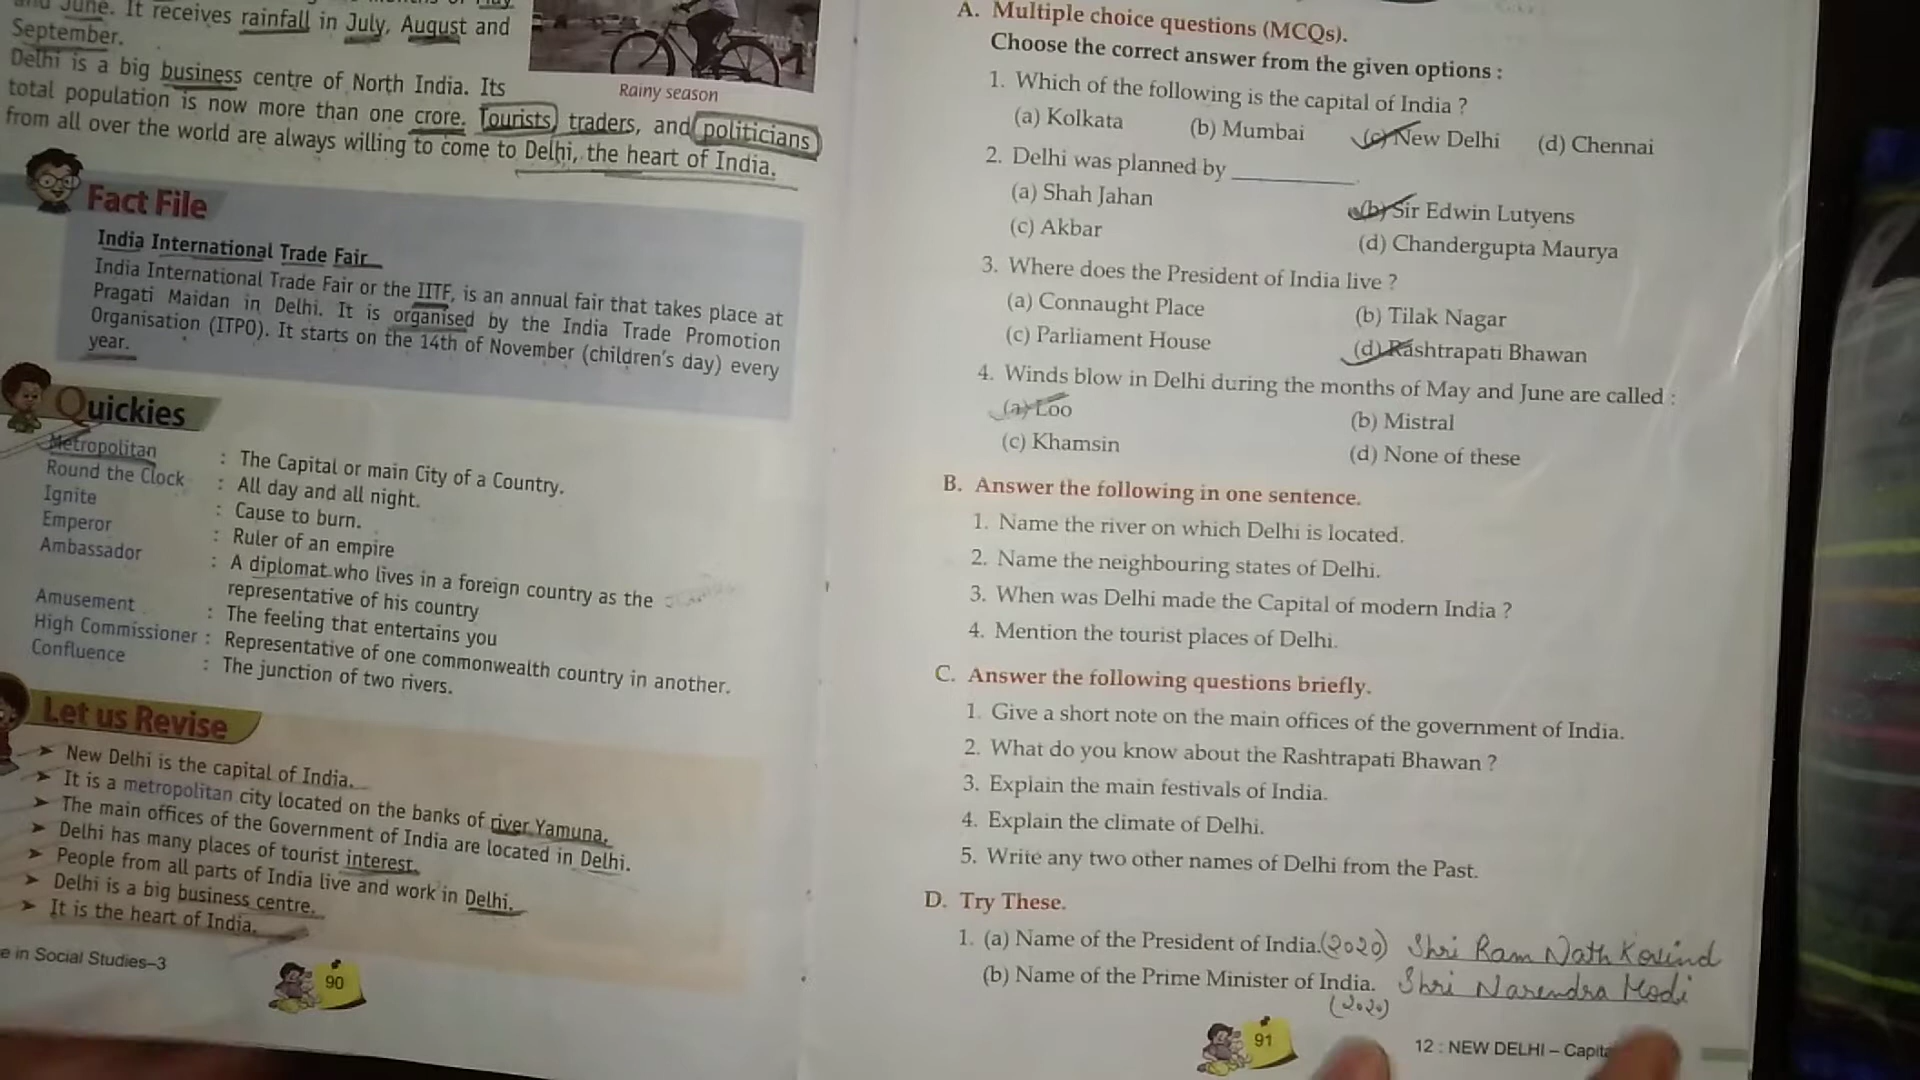 June. It receives rainfall in July, August and
September.
Delhi is a big business centre of North India. Its
total population is now more than one crore. Tourists, traders, and politicians
from all over the world are always willing to come to Delhi, the heart of India.
Rainy season
Fact File
India International Trade Fair
India International Trade Fair or the IITF, is an annual fair that takes place at
Pragati Maidan in Delhi. It is organised by the India Trade Promotion
Organisation (ITPO). It starts on the 14th of November (children's day) every
year.
Quickies
Metropolitan : The Capital or main City of a Country.
Round the Clock : All day and all night.
Ignite : Cause to burn.
Emperor : Ruler of an empire
Ambassador : A diplomat who lives in a foreign country as the
representative of his country
Amusement : The feeling that entertains you
High Commissioner : Representative of one commonwealth country in another.
Confluence : The junction of two rivers.
Let us Revise
➤ New Delhi is the capital of India.
➤ It is a metropolitan city located on the banks of river Yamuna.
➤ The main offices of the Government of India are located in Delhi.
➤ Delhi has many places of tourist interest.
➤ People from all parts of India live and work in Delhi.
➤ Delhi is a big business centre.
➤ It is the heart of India.
e in Social Studies–3
90
A. Multiple choice questions (MCQs).
Choose the correct answer from the given options :
1. Which of the following is the capital of India ?
(a) Kolkata (b) Mumbai (c) New Delhi (d) Chennai
2. Delhi was planned by ____________.
(a) Shah Jahan (b) Sir Edwin Lutyens
(c) Akbar (d) Chandergupta Maurya
3. Where does the President of India live ?
(a) Connaught Place (b) Tilak Nagar
(c) Parliament House (d) Rashtrapati Bhawan
4. Winds blow in Delhi during the months of May and June are called :
(a) Loo (b) Mistral
(c) Khamsin (d) None of these
B. Answer the following in one sentence.
1. Name the river on which Delhi is located.
2. Name the neighbouring states of Delhi.
3. When was Delhi made the Capital of modern India ?
4. Mention the tourist places of Delhi.
C. Answer the following questions briefly.
1. Give a short note on the main offices of the government of India.
2. What do you know about the Rashtrapati Bhawan ?
3. Explain the main festivals of India.
4. Explain the climate of Delhi.
5. Write any two other names of Delhi from the Past.
D. Try These.
1. (a) Name of the President of India.(2020) Shri Ram Nath Kovind
(b) Name of the Prime Minister of India. Shri Narendra Modi
(2020)
91
12 : NEW DELHI – Capita